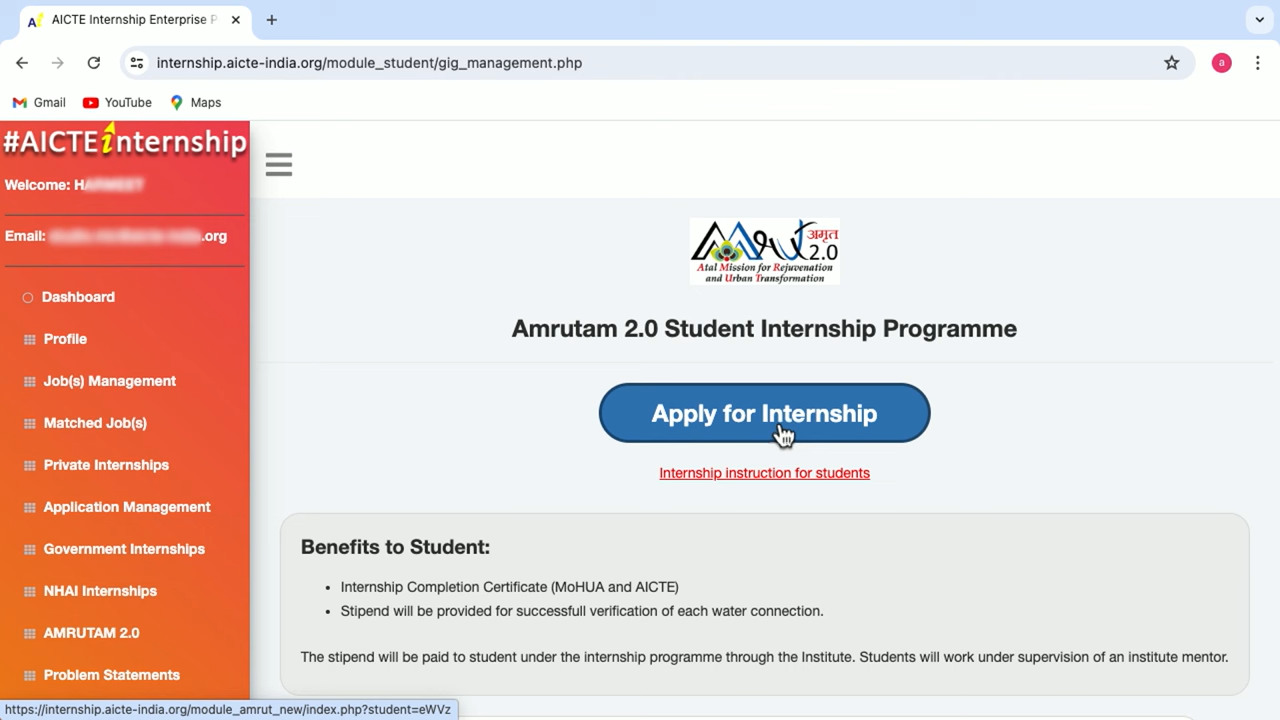 AICTE Internship Enterprise P
internship.aicte-india.org/module_student/gig_management.php
a
Gmail
YouTube
Maps
#AICTEinternship
Welcome: H
Email: .org
Dashboard
Profile
Job(s) Management
Matched Job(s)
Private Internships
Application Management
Government Internships
NHAI Internships
AMRUTAM 2.0
Problem Statements
Amrut अमृत 2.0
Atal Mission for Rejuvenation
and Urban Transformation
Amrutam 2.0 Student Internship Programme
Apply for Internship
Internship instruction for students
Benefits to Student:
• Internship Completion Certificate (MoHUA and AICTE)
• Stipend will be provided for successfull verification of each water connection.
The stipend will be paid to student under the internship programme through the Institute. Students will work under supervision of an institute mentor.
https://internship.aicte-india.org/module_amrut_new/index.php?student=eWVz